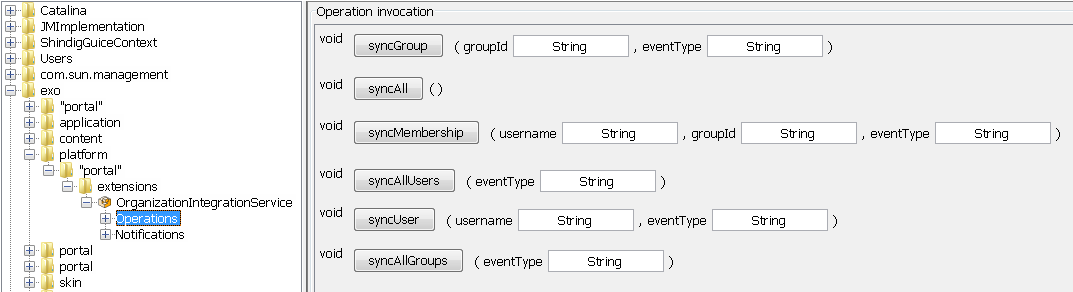 Catalina
JMImplementation
ShindigGuiceContext
Users
com.sun.management
exo
"portal"
application
content
platform
"portal"
extensions
OrganizationIntegrationService
Operations
Notifications
portal
portal
skin
Operation invocation
void syncGroup ( groupId String , eventType String )
void syncAll ( )
void syncMembership ( username String , groupId String , eventType String )
void syncAllUsers ( eventType String )
void syncUser ( username String , eventType String )
void syncAllGroups ( eventType String )